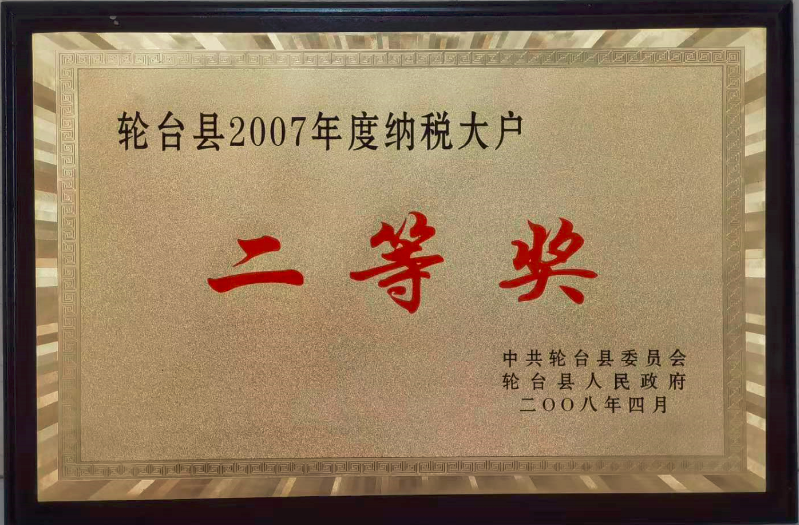 轮台县2007年度纳税大户
二等奖
中共轮台县委员会
轮台县人民政府
二〇〇八年四月